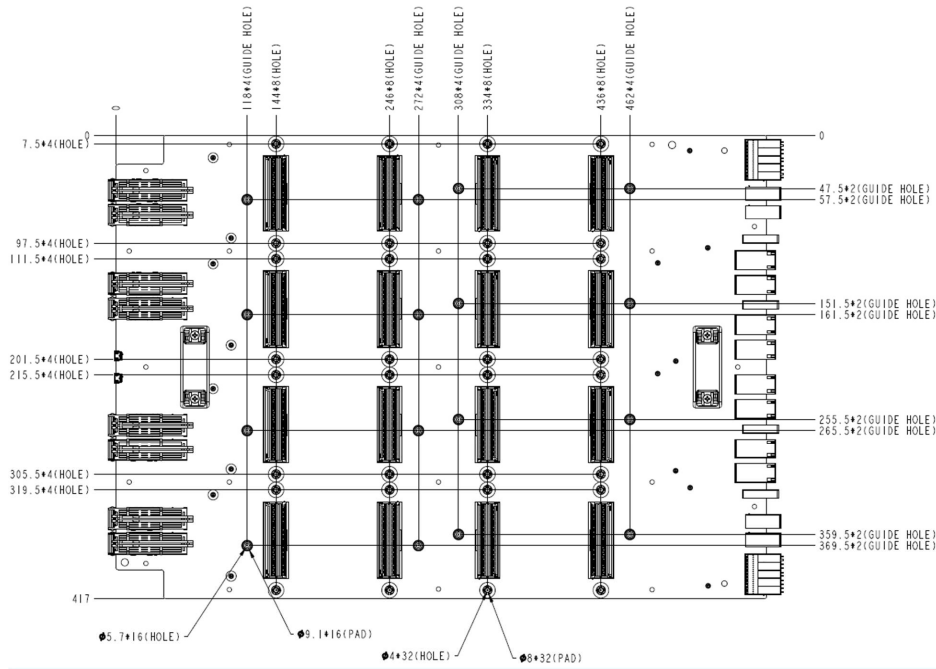 0
118*4(GUIDE HOLE)
144*8(HOLE)
246*8(HOLE)
272*4(GUIDE HOLE)
308*4(GUIDE HOLE)
334*8(HOLE)
436*8(HOLE)
462*4(GUIDE HOLE)
0
0
7.5*4(HOLE)
47.5*2(GUIDE HOLE)
57.5*2(GUIDE HOLE)
97.5*4(HOLE)
111.5*4(HOLE)
151.5*2(GUIDE HOLE)
161.5*2(GUIDE HOLE)
201.5*4(HOLE)
215.5*4(HOLE)
255.5*2(GUIDE HOLE)
265.5*2(GUIDE HOLE)
305.5*4(HOLE)
319.5*4(HOLE)
359.5*2(GUIDE HOLE)
369.5*2(GUIDE HOLE)
417
ϕ5.7*16(HOLE)
ϕ9.1*16(PAD)
ϕ4*32(HOLE)
ϕ8*32(PAD)